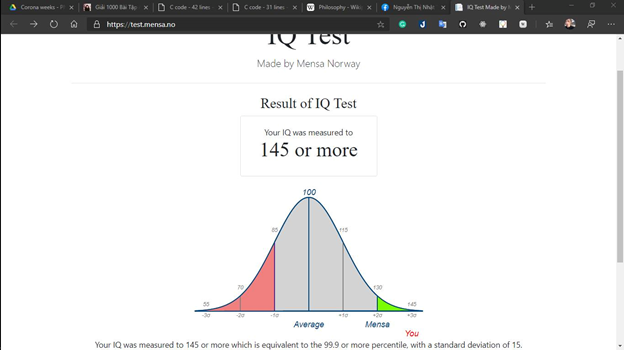 Corona weeks - F
Giải 1000 Bài Tập
C code - 42 lines
C code - 31 lines
Philosophy - Wiki
Nguyễn Thị Nhã
IQ Test Made by M
https://test.mensa.no
IQ Test
Made by Mensa Norway
Result of IQ Test
Your IQ was measured to
145 or more
100
85
115
70
130
55
145
-3σ
-2σ
-1σ
+1σ
+2σ
+3σ
Average
Mensa
You
Your IQ was measured to 145 or more which is equivalent to the 99.9 or more percentile, with a standard deviation of 15.